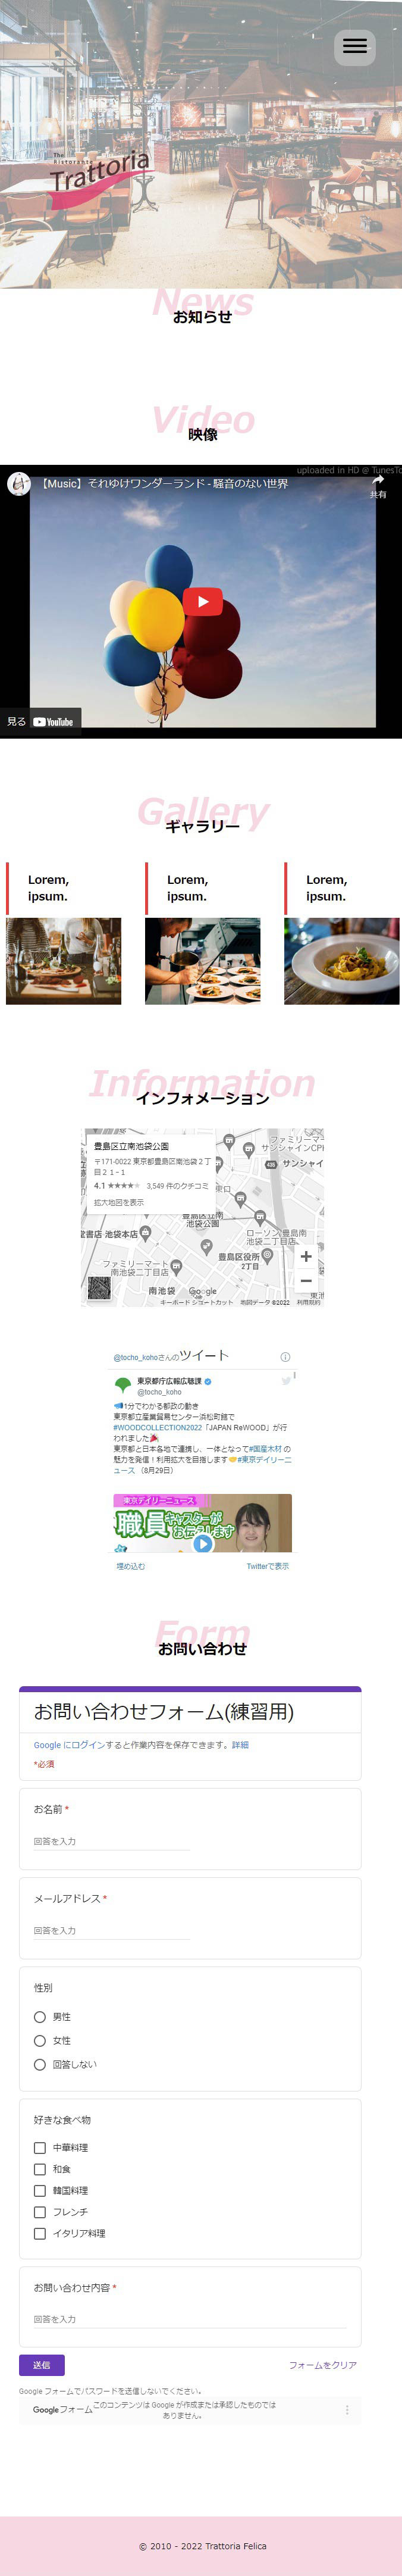 The
Ristorante
Trattoria
News
お知らせ
Video
映像
uploaded in HD @ TunesTo
【Music】それゆけワンダーランド - 騒音のない世界
共有
見る YouTube
Gallery
ギャラリー
Lorem,
ipsum.
Lorem,
ipsum.
Lorem,
ipsum.
Information
インフォメーション
豊島区立南池袋公園
〒171-0022 東京都豊島区南池袋２丁
目２１−１
4.1 ★★★★★ 3,549 件のクチコミ
拡大地図を表示
ファミリーマー
サンシャインCPH
435
サンシャイ
東口
豊島区立南
池袋公園
堂書店 池袋本店
ローソン 豊島南
池袋二丁目店
豊島区役所
2丁目
ファミリーマート
南池袋二丁目店
南池袋
Google
東池
キーボード ショートカット 地図データ ©2022 利用規約
@tocho_kohoさんのツイート
東京都庁広報広聴課
@tocho_koho
📢1分でわかる都政の動き
東京都立産業貿易センター浜松町館で
#WOODCOLLECTION2022「JAPAN ReWOOD」が行
われました🎉
東京都と日本各地で連携し、一体となって#国産木材 の
魅力を発信！利用拡大を目指します👉#東京デイリーニ
ュース （8月29日）
東京デイリーニュース
職員キャスターが
お伝えします
埋め込む Twitterで表示
Form
お問い合わせ
お問い合わせフォーム(練習用)
Google にログインすると作業内容を保存できます。詳細
*必須
お名前 *
回答を入力
メールアドレス *
回答を入力
性別
男性
女性
回答しない
好きな食べ物
中華料理
和食
韓国料理
フレンチ
イタリア料理
お問い合わせ内容 *
回答を入力
送信 フォームをクリア
Google フォームでパスワードを送信しないでください。
Google フォーム このコンテンツは Google が作成または承認したものでは
ありません。
© 2010 - 2022 Trattoria Felica